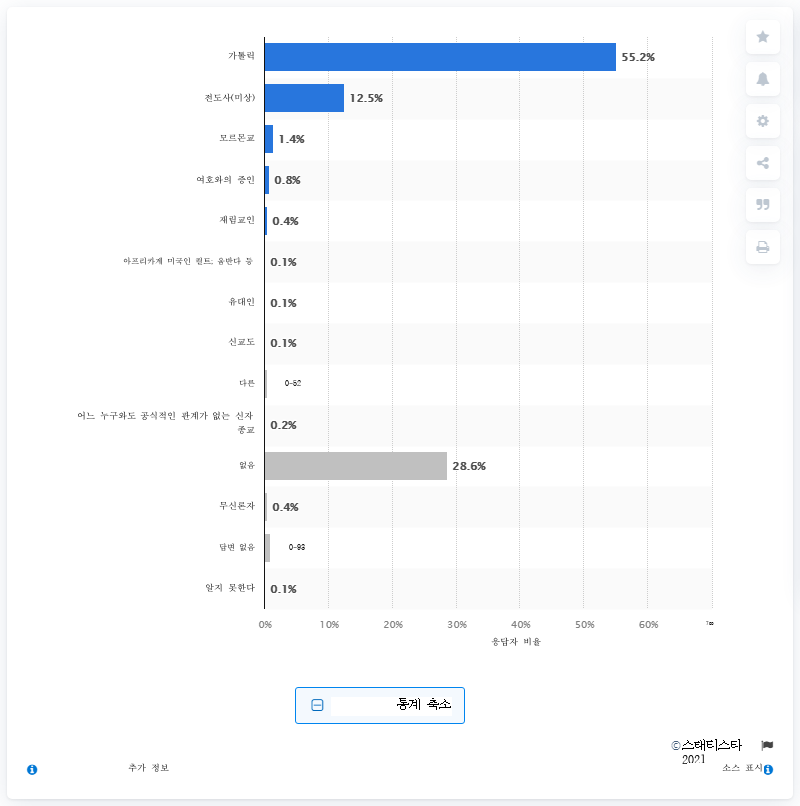 가톨릭
55.2%
전도사(미상)
12.5%
모르몬교
1.4%
여호와의 증인
0.8%
재림교인
0.4%
아프리카계 미국인 컬트; 움반다 등
0.1%
유대인
0.1%
신교도
0.1%
다른
0-52
어느 누구와도 공식적인 관계가 없는 신자
종교
0.2%
없음
28.6%
무신론자
0.4%
답변 없음
0-93
알지 못한다
0.1%
0% 10% 20% 30% 40% 50% 60%
응답자 비율
통계 축소
©스태티스타
2021
추가 정보
소스 표시